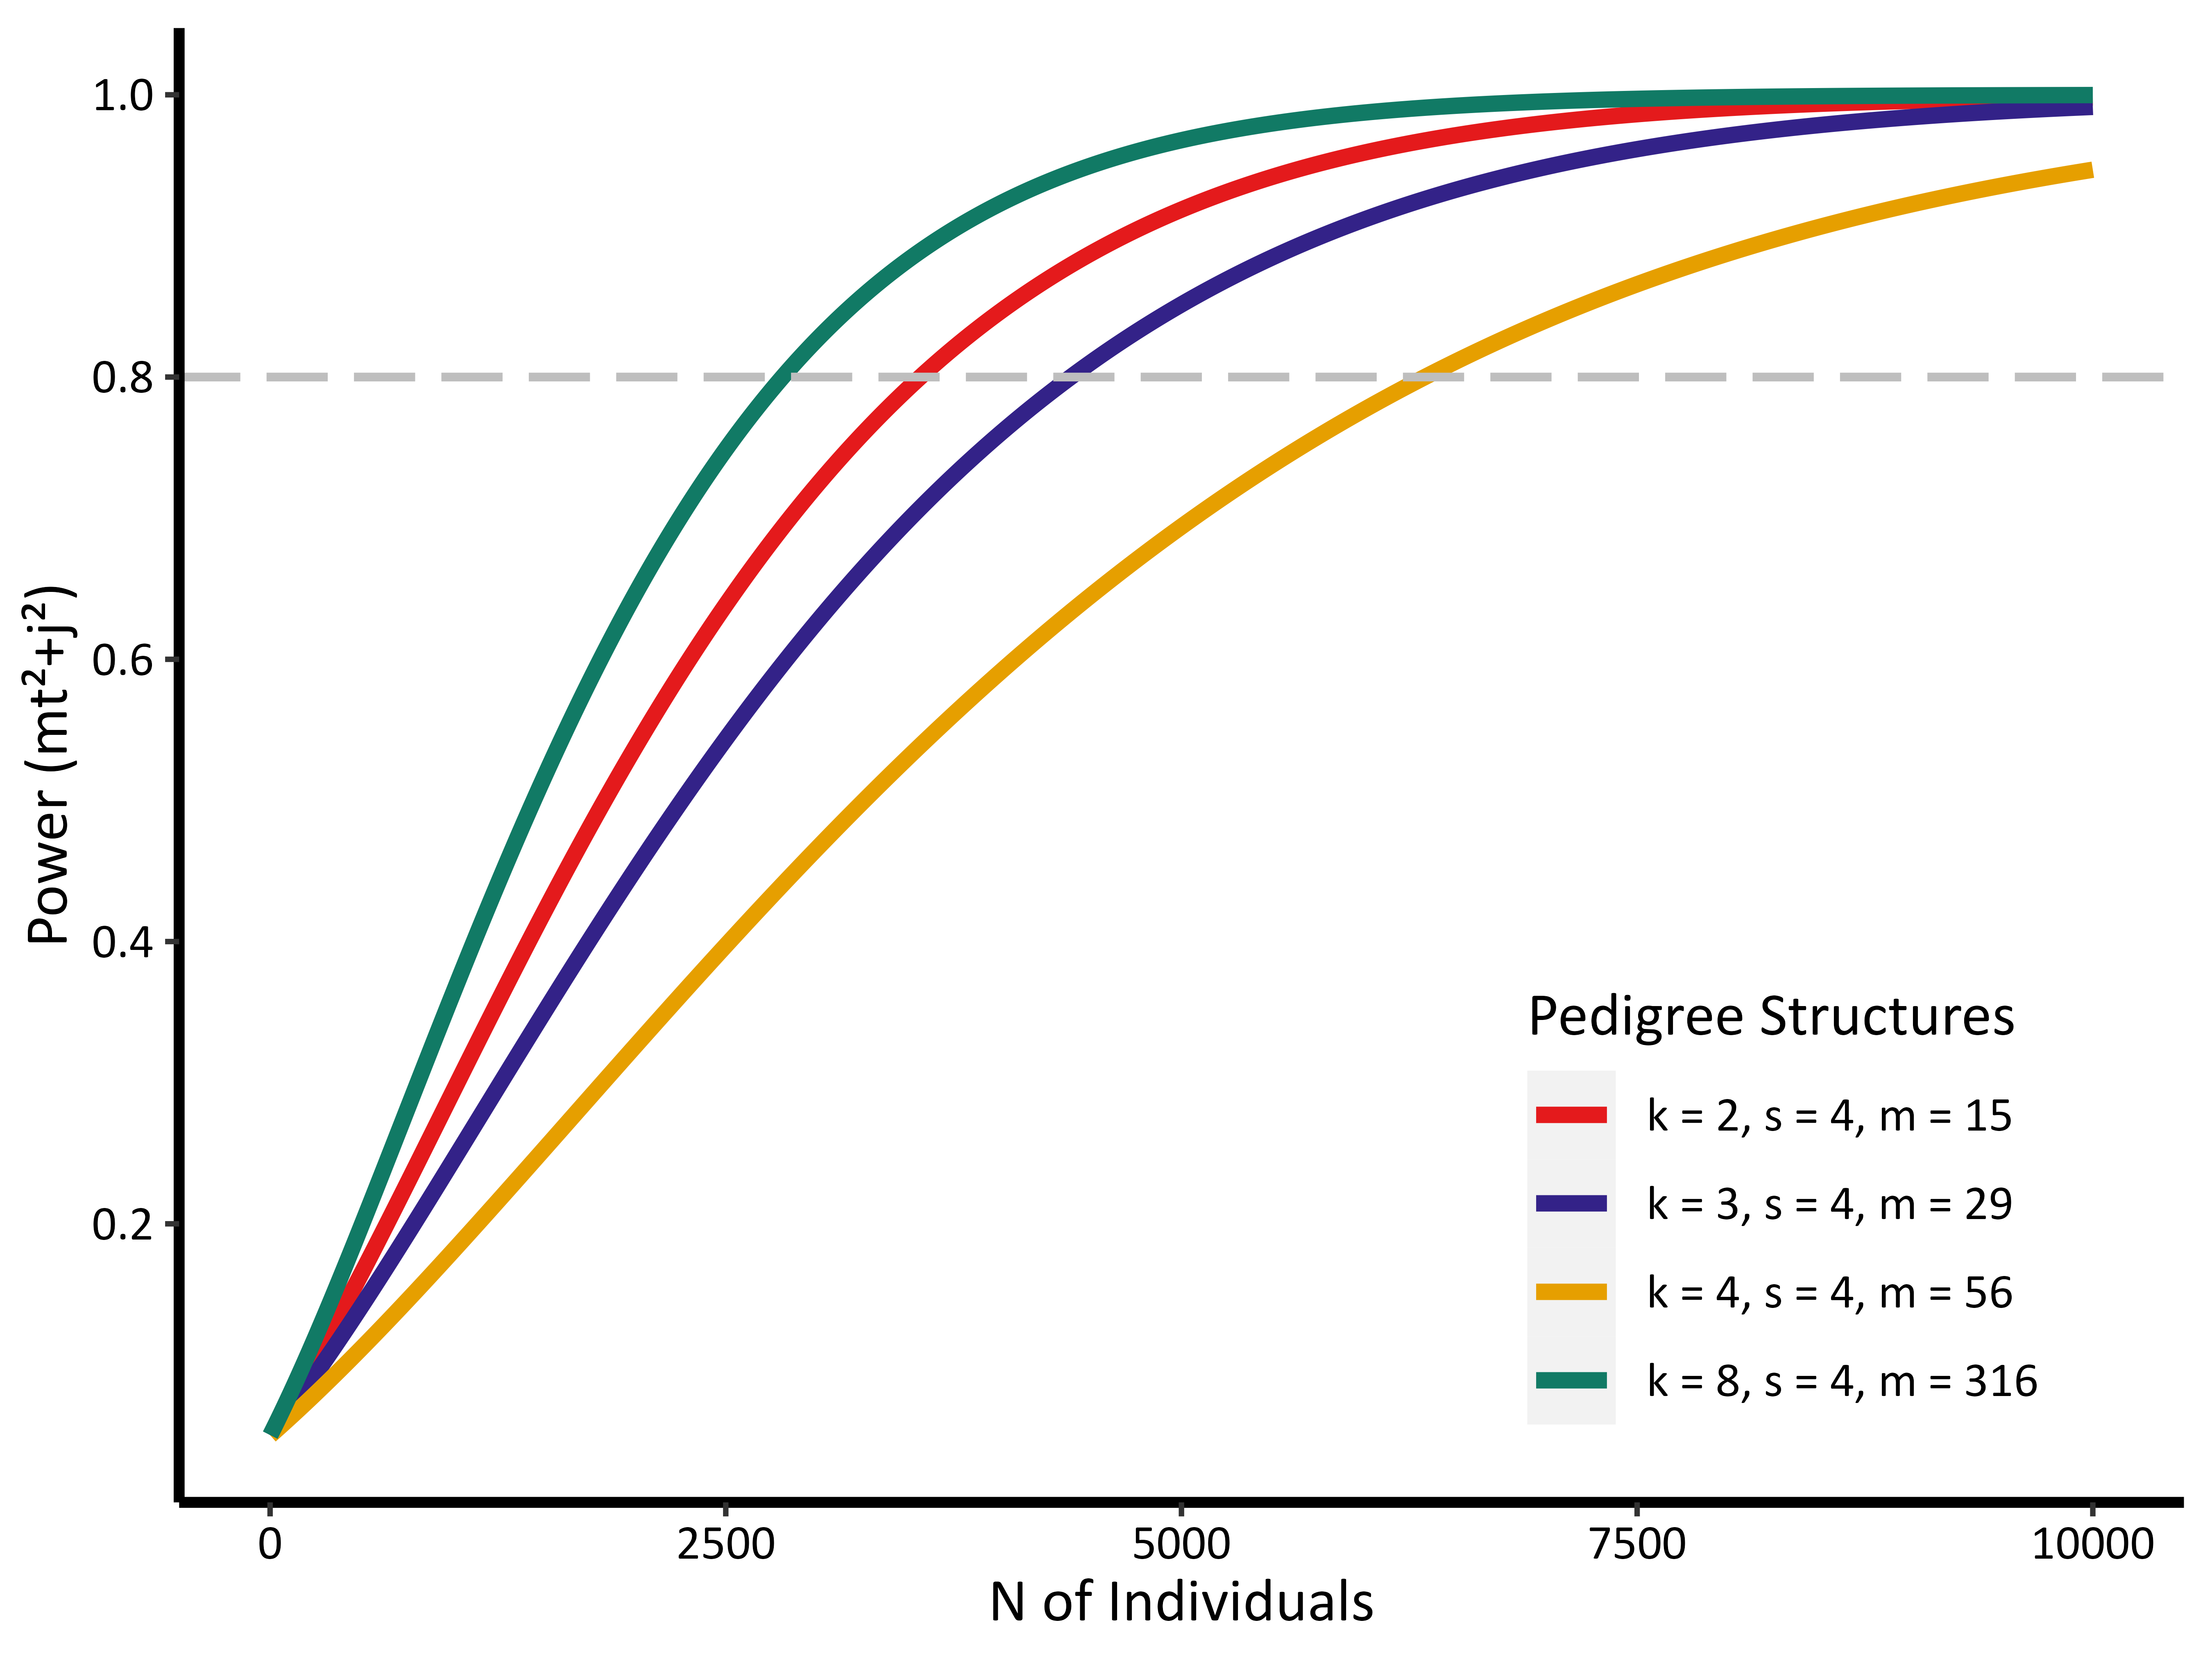 Power (mt²+j²)
1.0
0.8
0.6
0.4
0.2
Pedigree Structures
k = 2, s = 4, m = 15
k = 3, s = 4, m = 29
k = 4, s = 4, m = 56
k = 8, s = 4, m = 316
0 2500 5000 7500 10000
N of Individuals